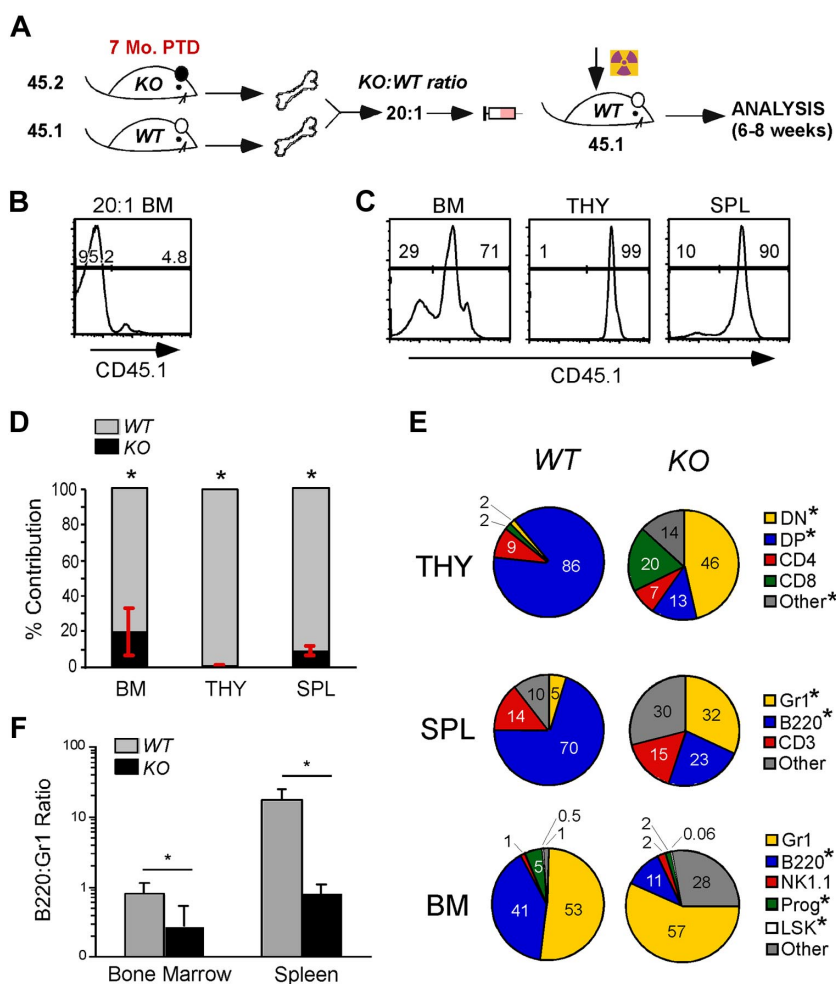 A
7 Mo. PTD
45.2 KO
KO:WT ratio
20:1
45.1 WT
WT
45.1
ANALYSIS
(6-8 weeks)
B
20:1 BM
95.2 4.8
CD45.1
C
BM THY SPL
29 71 1 99 10 90
CD45.1
D
WT
KO
* * *
% Contribution
100
80
60
40
20
0
BM THY SPL
E
WT KO
THY
2
2
9
86
14
46
20
7
13
DN*
DP*
CD4
CD8
Other*
SPL
10
5
14
70
30
32
15
23
Gr1*
B220*
CD3
Other
BM
0.5
1
1
5
41
53
2
2
0.06
11
28
57
Gr1
B220*
NK1.1
Prog*
LSK*
Other
F
WT
KO
* *
B220:Gr1 Ratio
100
10
1
0
Bone Marrow Spleen